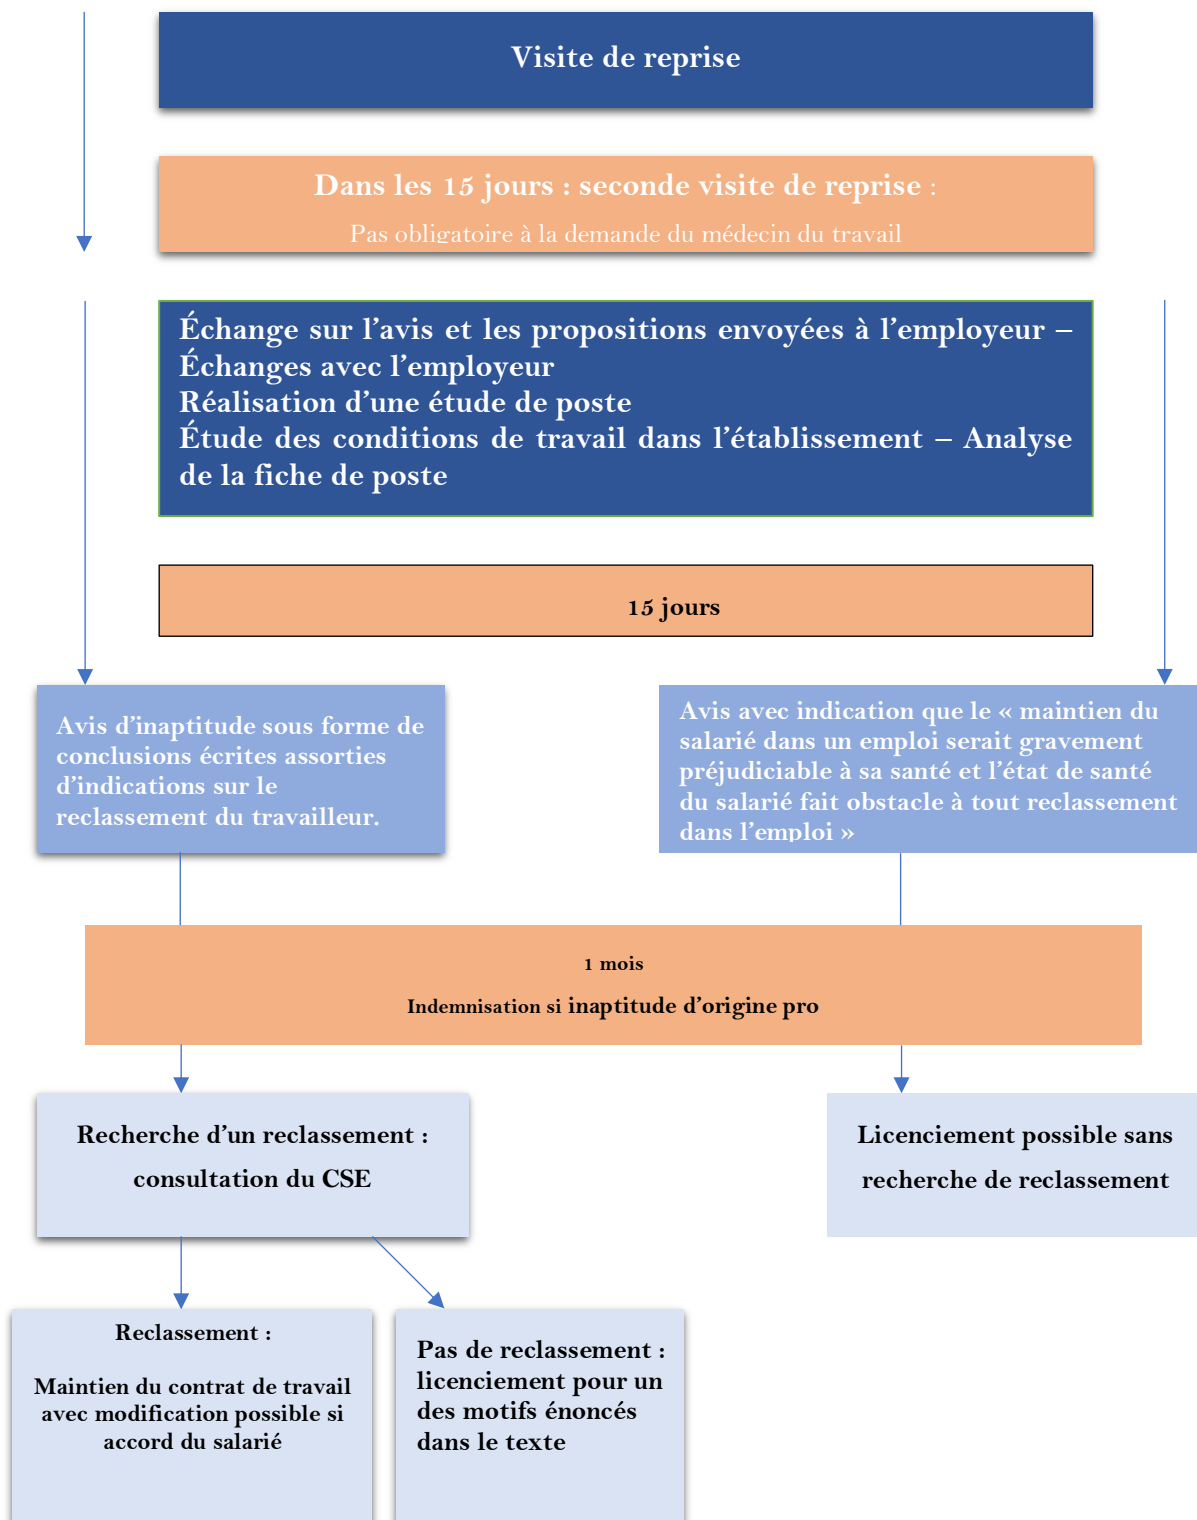 Visite de reprise
Dans les 15 jours : seconde visite de reprise :
Pas obligatoire à la demande du médecin du travail
Échange sur l’avis et les propositions envoyées à l’employeur –
Échanges avec l’employeur
Réalisation d’une étude de poste
Étude des conditions de travail dans l’établissement – Analyse
de la fiche de poste
15 jours
Avis d’inaptitude sous forme de
conclusions écrites assorties
d’indications sur le
reclassement du travailleur.
Avis avec indication que le « maintien du
salarié dans un emploi serait gravement
préjudiciable à sa santé et l’état de santé
du salarié fait obstacle à tout reclassement
dans l’emploi »
1 mois
Indemnisation si inaptitude d’origine pro
Recherche d’un reclassement :
consultation du CSE
Licenciement possible sans
recherche de reclassement
Reclassement :
Maintien du contrat de travail
avec modification possible si
accord du salarié
Pas de reclassement :
licenciement pour un
des motifs énoncés
dans le texte